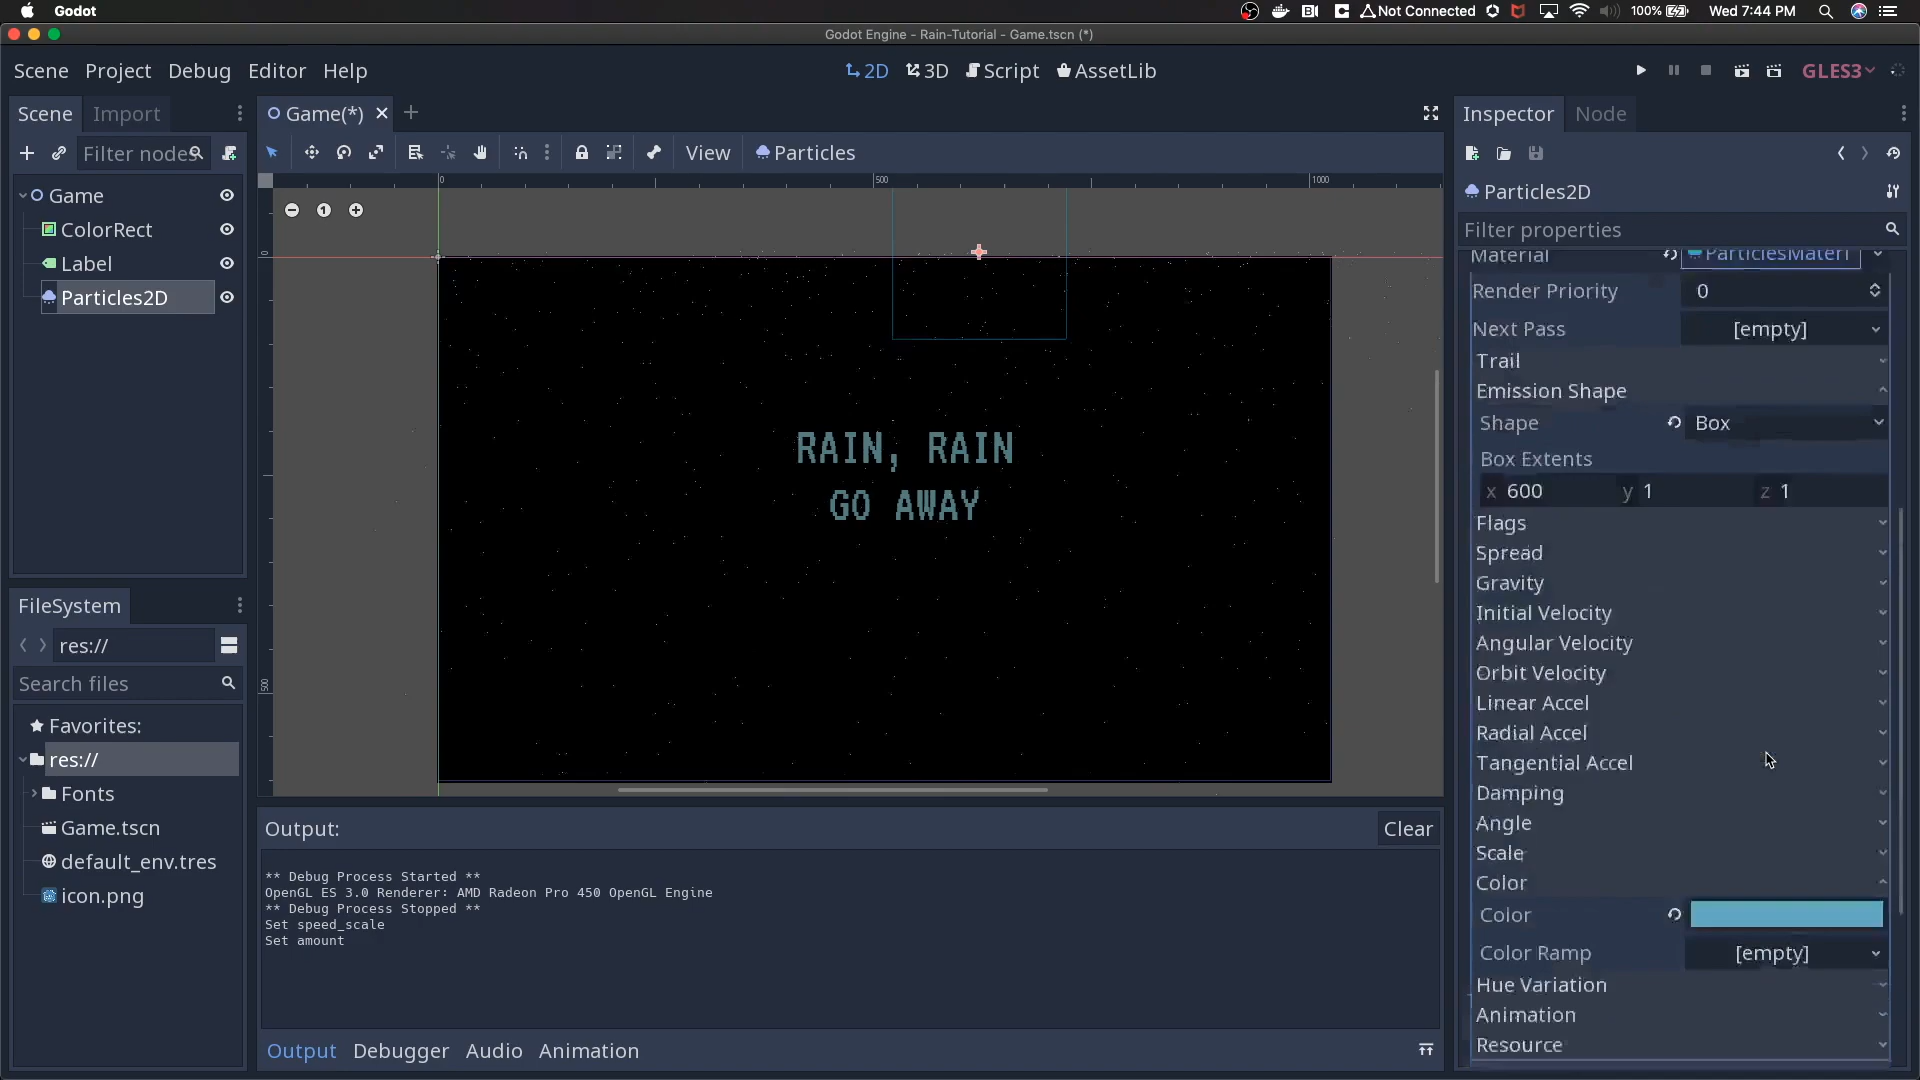 Godot
Not Connected
100%
Wed 7:44 PM
Godot Engine - Rain-Tutorial - Game.tscn (*)
Scene Project Debug Editor Help
2D 3D Script AssetLib
GLES3
Scene Import
Game(*)
Inspector Node
Filter nodes
View
Particles
Game
ColorRect
Label
Particles2D
0
500
1000
0
500
1
RAIN, RAIN
GO AWAY
Particles2D
Filter properties
Material
ParticlesMateri
Render Priority 0
Next Pass [empty]
Trail
Emission Shape
Shape Box
Box Extents
x 600 y 1 z 1
Flags
Spread
Gravity
Initial Velocity
Angular Velocity
Orbit Velocity
Linear Accel
Radial Accel
Tangential Accel
Damping
Angle
Scale
Color
Color
Color Ramp [empty]
Hue Variation
Animation
Resource
FileSystem
res://
Search files
Favorites:
res://
Fonts
Game.tscn
default_env.tres
icon.png
Output:
Clear
** Debug Process Started **
OpenGL ES 3.0 Renderer: AMD Radeon Pro 450 OpenGL Engine
** Debug Process Stopped **
Set speed_scale
Set amount
Output Debugger Audio Animation